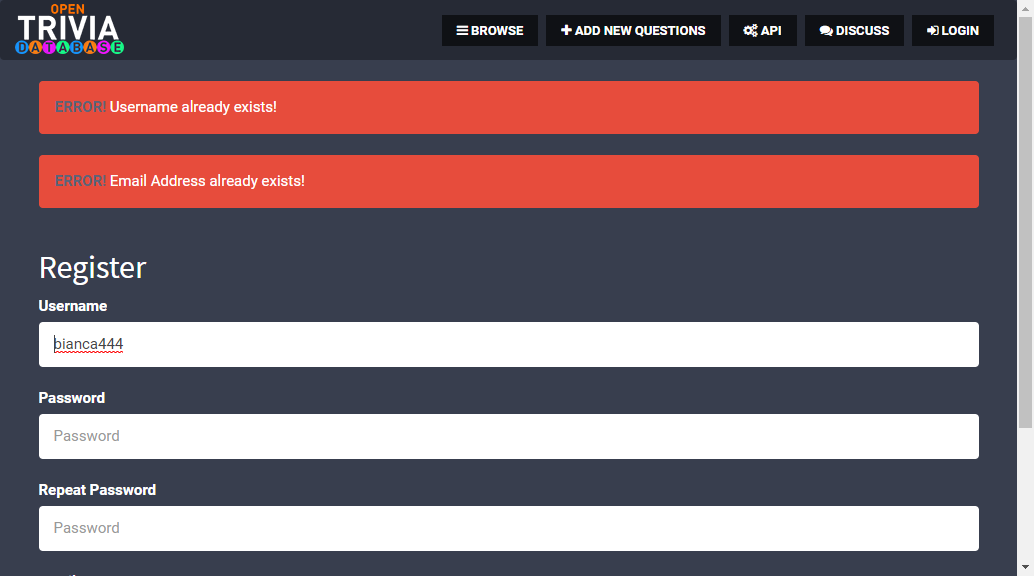 OPEN
TRIVIA
DATABASE
BROWSE
ADD NEW QUESTIONS
API
DISCUSS
LOGIN
ERROR! Username already exists!
ERROR! Email Address already exists!
Register
Username
bianca444
Password
Password
Repeat Password
Password